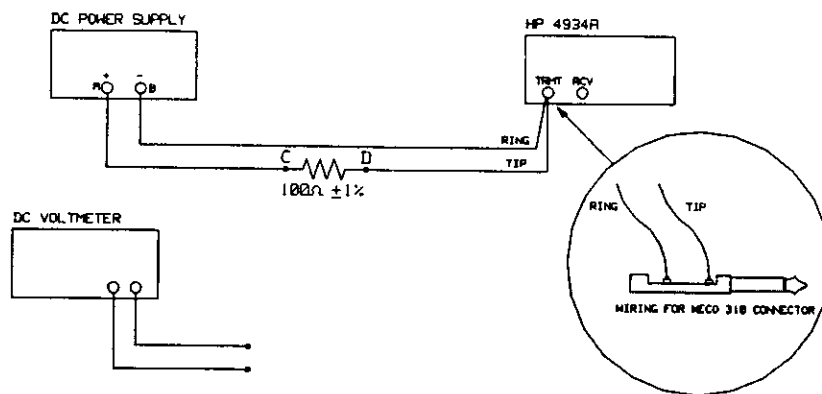 DC POWER SUPPLY
HP 4934A
+ -
A B
TRMT RCV
RING
C D
TIP
100Ω ±1%
DC VOLTMETER
RING
TIP
WIRING FOR WECO 310 CONNECTOR